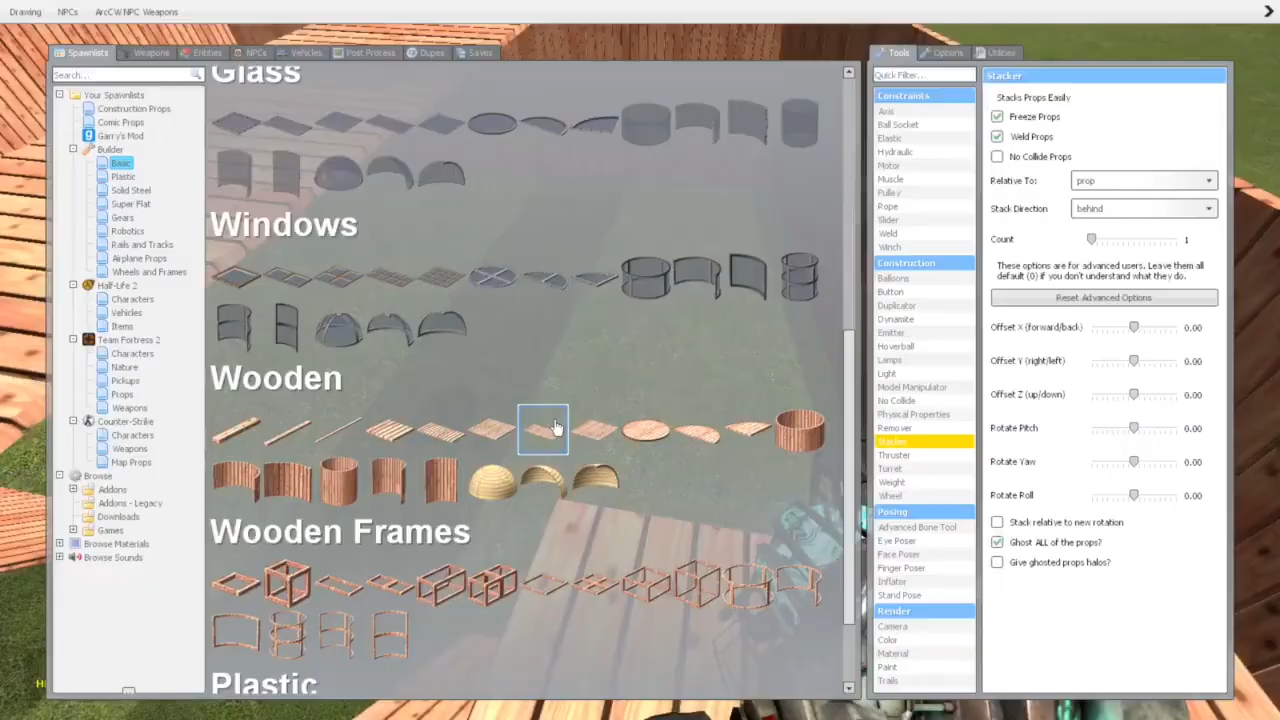 Drawing NPCs ArcCW NPC Weapons
Spawnlists Weapons Entities NPCs Vehicles Post Process Dupes Saves
Search...
Your Spawnlists
Construction Props
Comic Props
Garry's Mod
Builder
Basic
Plastic
Solid Steel
Super Flat
Gears
Robotics
Rails and Tracks
Airplane Props
Wheels and Frames
Half-Life 2
Characters
Vehicles
Items
Team Fortress 2
Characters
Nature
Pickups
Props
Weapons
Counter-Strike
Characters
Weapons
Map Props
Browse
Addons
Addons - Legacy
Downloads
Games
Browse Materials
Browse Sounds
Glass
Windows
Wooden
Wooden Frames
Plastic
Tools Options Utilities
Quick Filter...
Constraints
Axis
Ball Socket
Elastic
Hydraulic
Motor
Muscle
Pulley
Rope
Slider
Weld
Winch
Construction
Balloons
Button
Duplicator
Dynamite
Emitter
Hoverball
Lamps
Light
Model Manipulator
No Collide
Physical Properties
Remover
Stacker
Thruster
Turret
Weight
Wheel
Posing
Advanced Bone Tool
Eye Poser
Face Poser
Finger Poser
Inflator
Stand Pose
Render
Camera
Color
Material
Paint
Trails
Stacker
Stacks Props Easily
Freeze Props
Weld Props
No Collide Props
Relative To: prop
Stack Direction behind
Count 1
These options are for advanced users. Leave them all
default (0) if you don't understand what they do.
Reset Advanced Options
Offset X (forward/back) 0.00
Offset Y (right/left) 0.00
Offset Z (up/down) 0.00
Rotate Pitch 0.00
Rotate Yaw 0.00
Rotate Roll 0.00
Stack relative to new rotation
Ghost ALL of the props?
Give ghosted props halos?